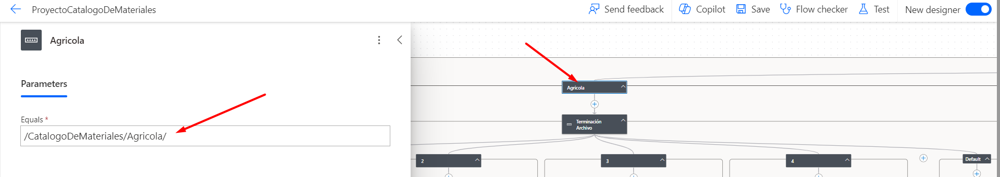 ProyectoCatalogoDeMateriales
Send feedback
Copilot
Save
Flow checker
Test
New designer
Agricola
Parameters
Equals *
/CatalogoDeMateriales/Agricola/
Agricola
Terminación
Archivo
2
3
4
Default